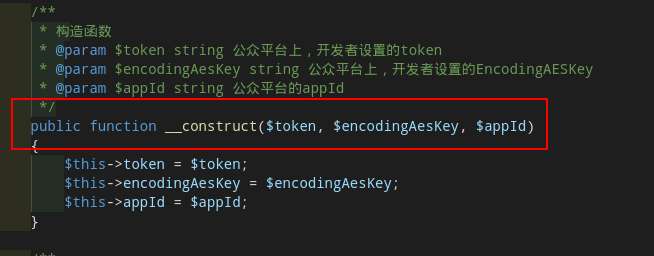 /**
* 构造函数
* @param $token string 公众平台上，开发者设置的token
* @param $encodingAesKey string 公众平台上，开发者设置的EncodingAESKey
* @param $appId string 公众平台的appId
*/
public function __construct($token, $encodingAesKey, $appId)
{
$this->token = $token;
$this->encodingAesKey = $encodingAesKey;
$this->appId = $appId;
}
/**